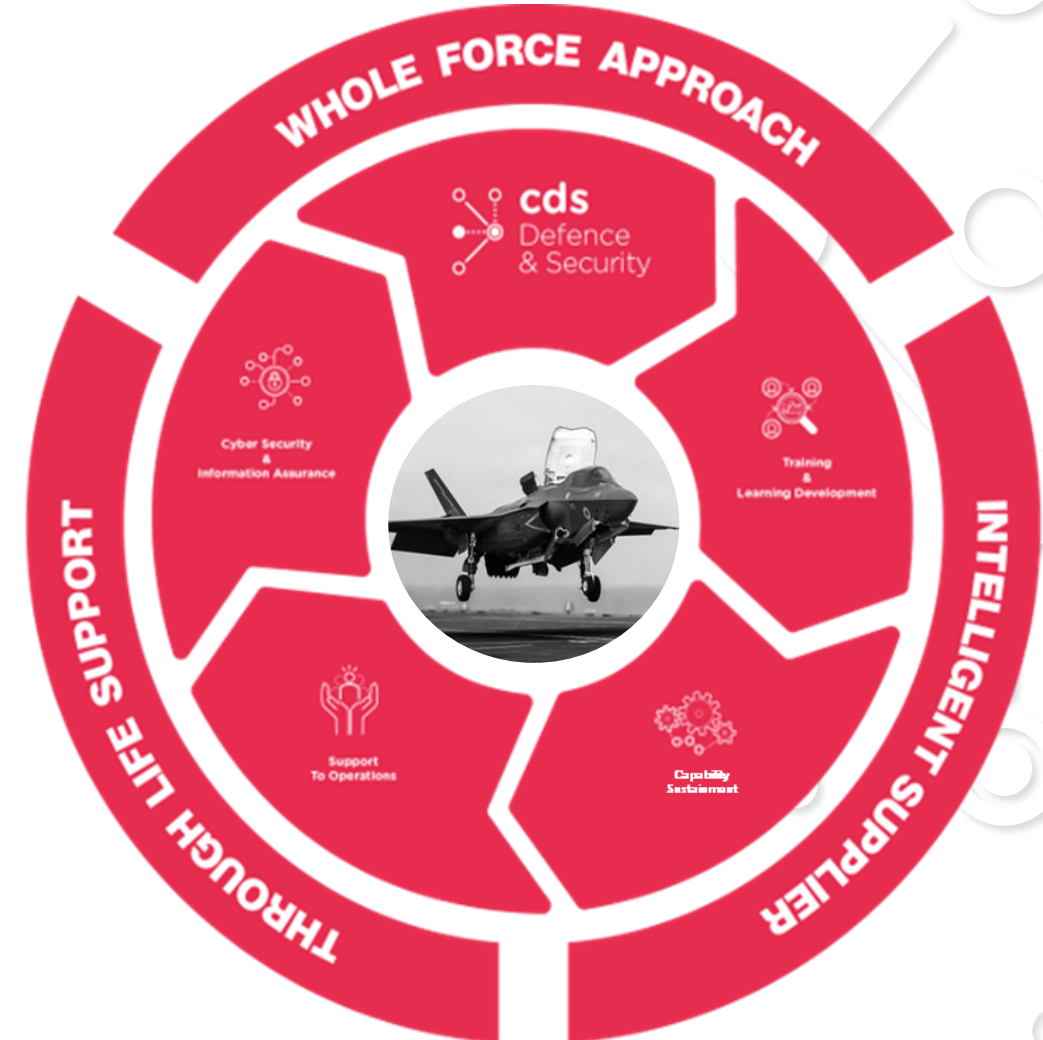 WHOLE FORCE APPROACH
cds
Defence
& Security
Cyber Security
&
Information Assurance
Training
&
Learning Development
THROUGH LIFE SUPPORT
INTELLIGENT SUPPLIER
Support
To Operations
Capability
Sustainment